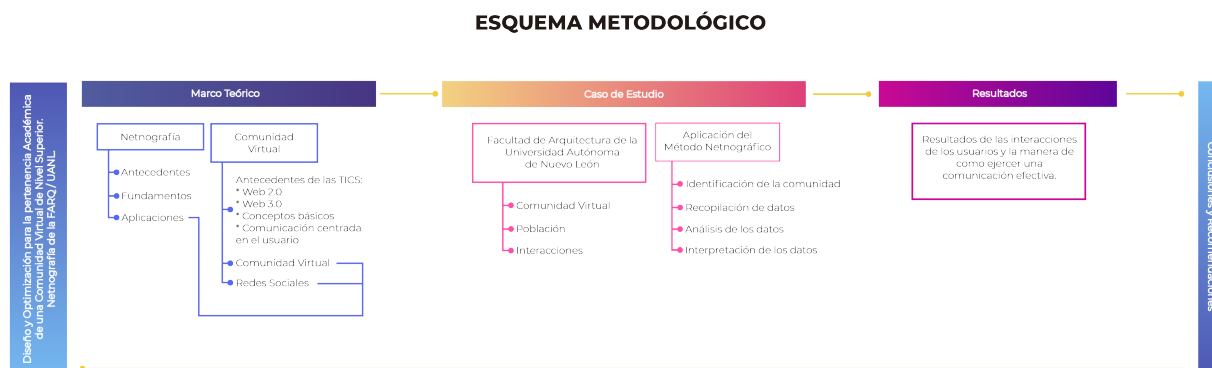 ESQUEMA METODOLÓGICO
Diseño y Optimización para la pertenencia Académica
de una Comunidad Virtual de Nivel Superior.
Netnografía de la FARQ / UANL.
Marco Teórico
Netnografía
Antecedentes
Fundamentos
Aplicaciones
Comunidad
Virtual
Antecedentes de las TICS:
* Web 2.0
* Web 3.0
* Conceptos básicos
* Comunicación centrada
en el usuario
Comunidad Virtual
Redes Sociales
Caso de Estudio
Facultad de Arquitectura de la
Universidad Autónoma
de Nuevo León
Comunidad Virtual
Población
Interacciones
Aplicación del
Método Netnográfico
Identificación de la comunidad
Recopilación de datos
Análisis de los datos
Interpretación de los datos
Resultados
Resultados de las interacciones
de los usuarios y la manera de
como ejercer una
comunicación efectiva.
Conclusiones y Recomendaciones